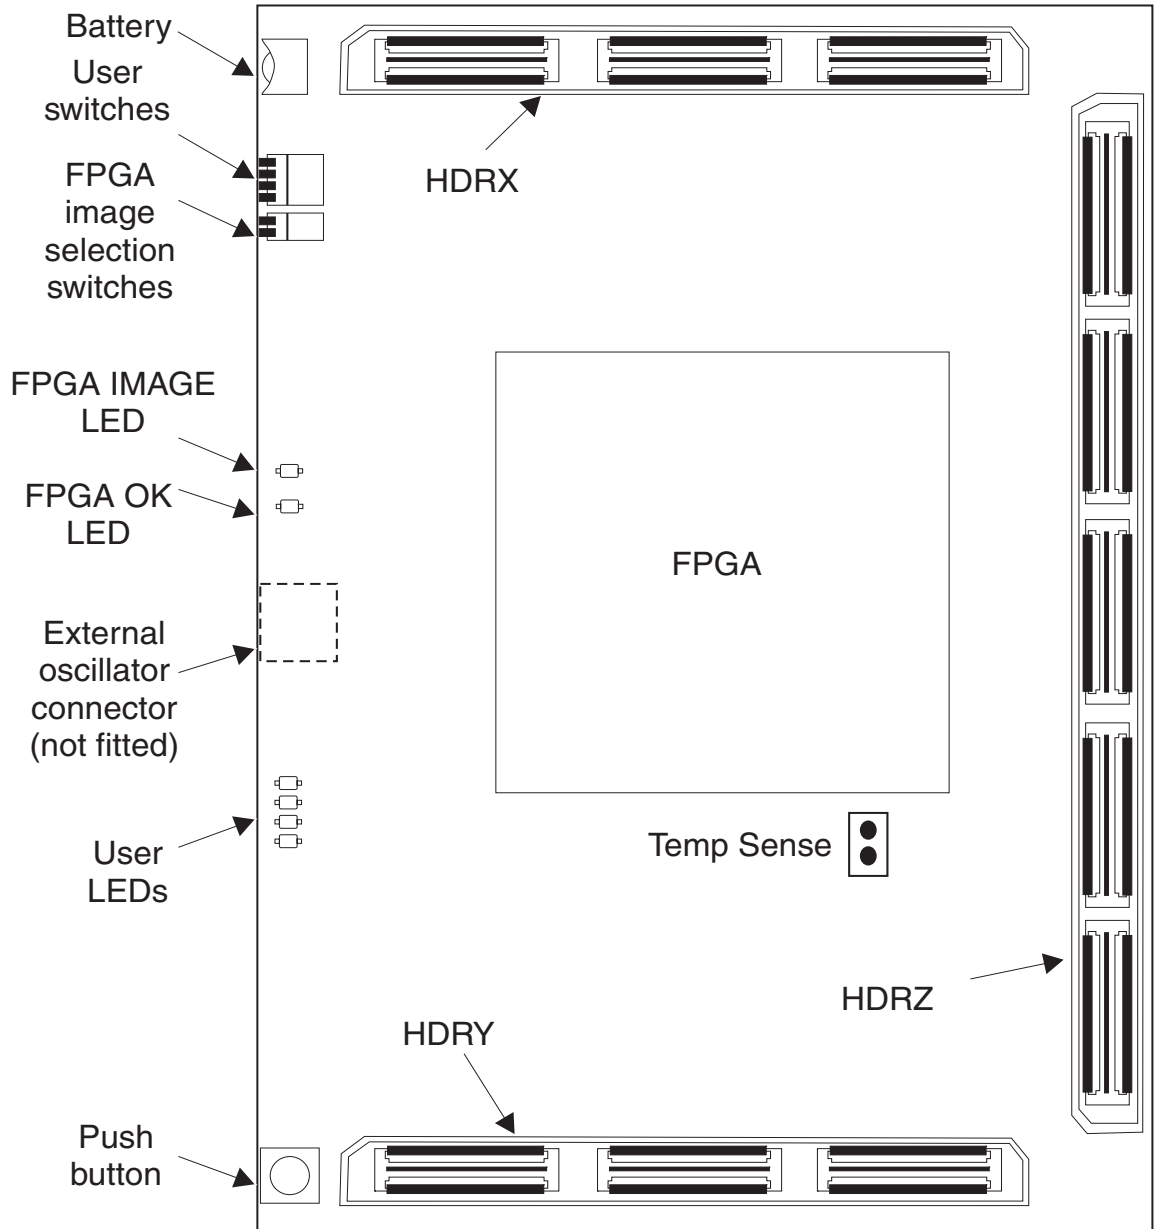 Battery
User
switches
FPGA
image
selection
switches
HDRX
FPGA IMAGE
LED
FPGA OK
LED
FPGA
External
oscillator
connector
(not fitted)
User
LEDs
Temp Sense
HDRZ
HDRY
Push
button